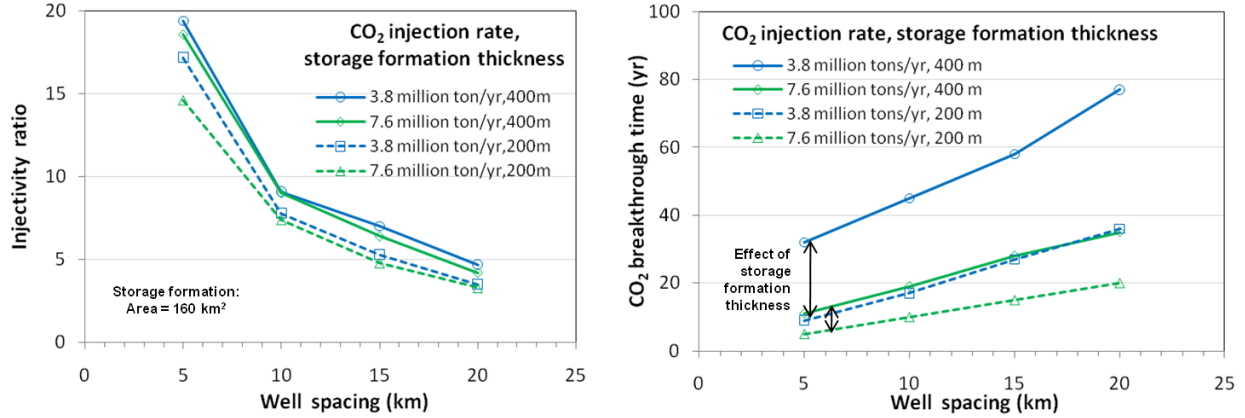 CO2 injection rate,
storage formation thickness
3.8 million ton/yr,400m
7.6 million ton/yr,400m
3.8 million ton/yr,200m
7.6 million ton/yr,200m
Injectivity ratio
20
15
10
5
0
Storage formation:
Area = 160 km²
0 5 10 15 20 25
Well spacing (km)
CO2 injection rate, storage formation thickness
3.8 million tons/yr, 400 m
7.6 million tons/yr, 400 m
3.8 million tons/yr, 200 m
7.6 million tons/yr, 200 m
CO2 breakthrough time (yr)
100
80
60
40
20
0
Effect of
storage
formation
thickness
0 5 10 15 20 25
Well spacing (km)